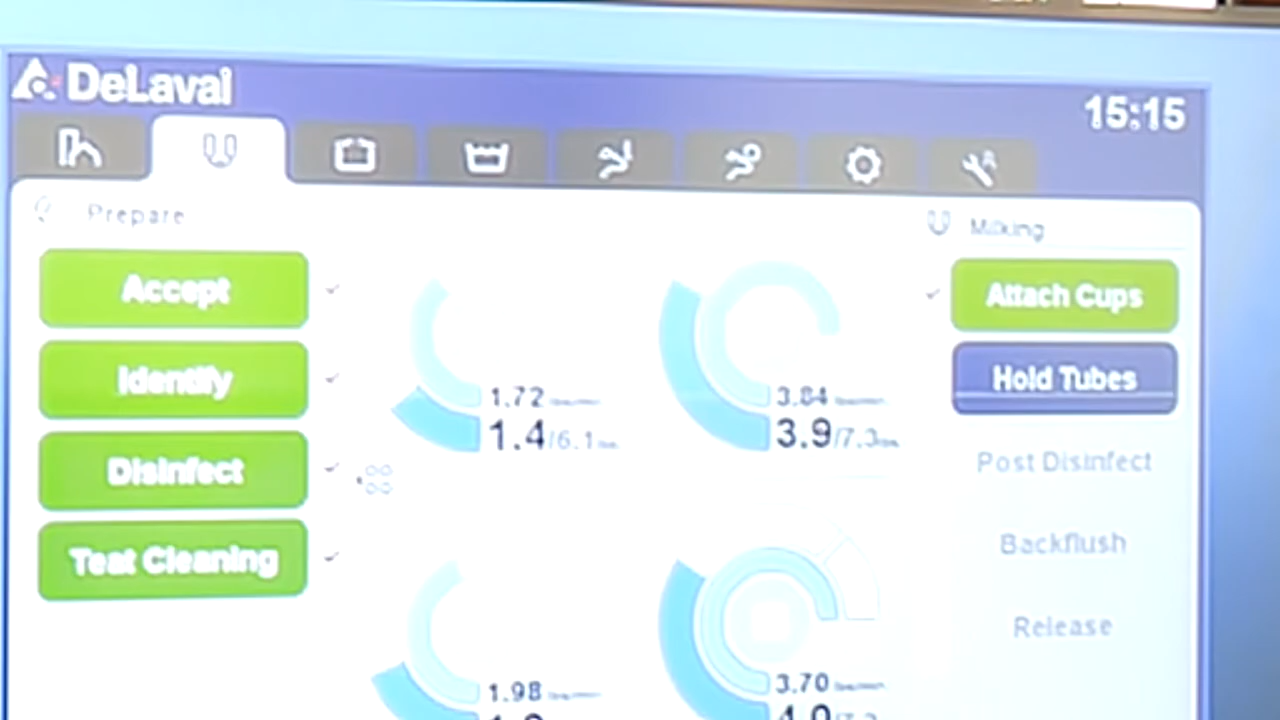 DeLaval
15:15
Prepare
Milking
Accept
Identify
Disinfect
Teat Cleaning
1.72
1.4/6.1
3.84
3.9/7.3
1.98
3.70
Attach Cups
Hold Tubes
Post Disinfect
Backflush
Release